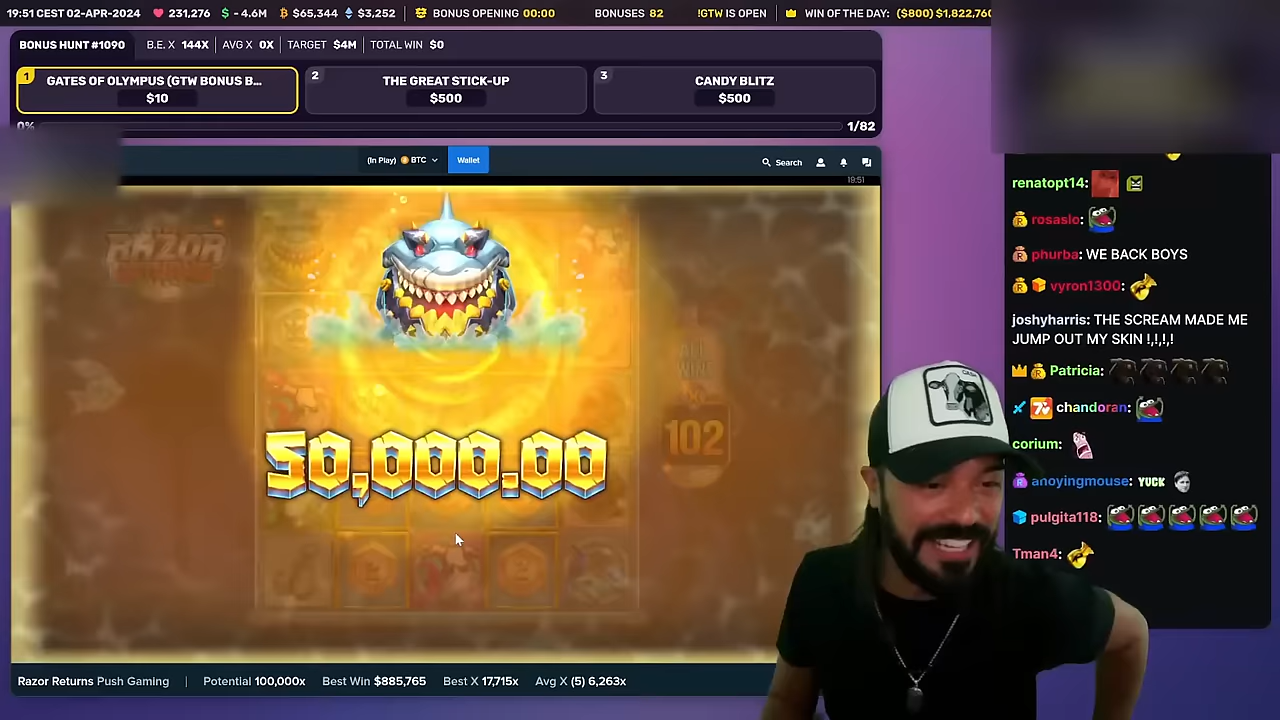 19:51 CEST 02-APR-2024 231,276 $ - 4.6M $65,344 $3,252 BONUS OPENING 00:00 BONUSES 82 !GTW IS OPEN WIN OF THE DAY: ($800) $1,822,760
BONUS HUNT #1090 B.E. X 144X AVG X 0X TARGET $4M TOTAL WIN $0
1 GATES OF OLYMPUS (GTW BONUS B...
$10
2 THE GREAT STICK-UP
$500
3 CANDY BLITZ
$500
0% 1/82
(In Play) BTC Wallet Search
19:51
RAZOR
RETURNS
ALL
WINS
102
50,000.00
Razor Returns Push Gaming | Potential 100,000x Best Win $885,765 Best X 17,715x Avg X (5) 6,263x
renatopt14:
rosaslo:
phurba: WE BACK BOYS
vyron1300:
joshyharris: THE SCREAM MADE ME
JUMP OUT MY SKIN !,!,!,!
Patricia:
chandoran:
corium:
anoyingmouse: YUCK
pulgita118:
Tman4: